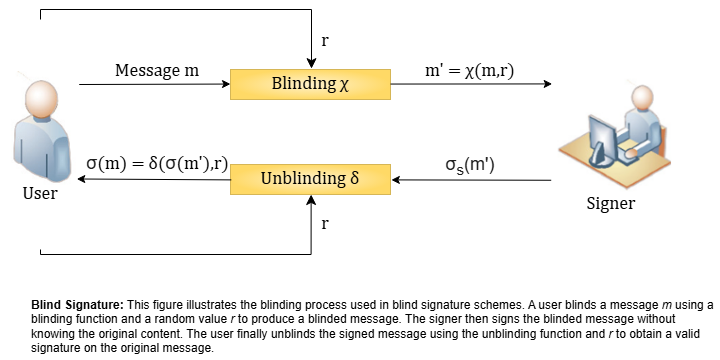 r
Message m
Blinding χ
m' = χ(m,r)
σ(m) = δ(σ(m'),r)
Unblinding δ
σₛ(m')
User
Signer
r
Blind Signature: This figure illustrates the blinding process used in blind signature schemes. A user blinds a message m using a
blinding function and a random value r to produce a blinded message. The signer then signs the blinded message without
knowing the original content. The user finally unblinds the signed message using the unblinding function and r to obtain a valid
signature on the original message.